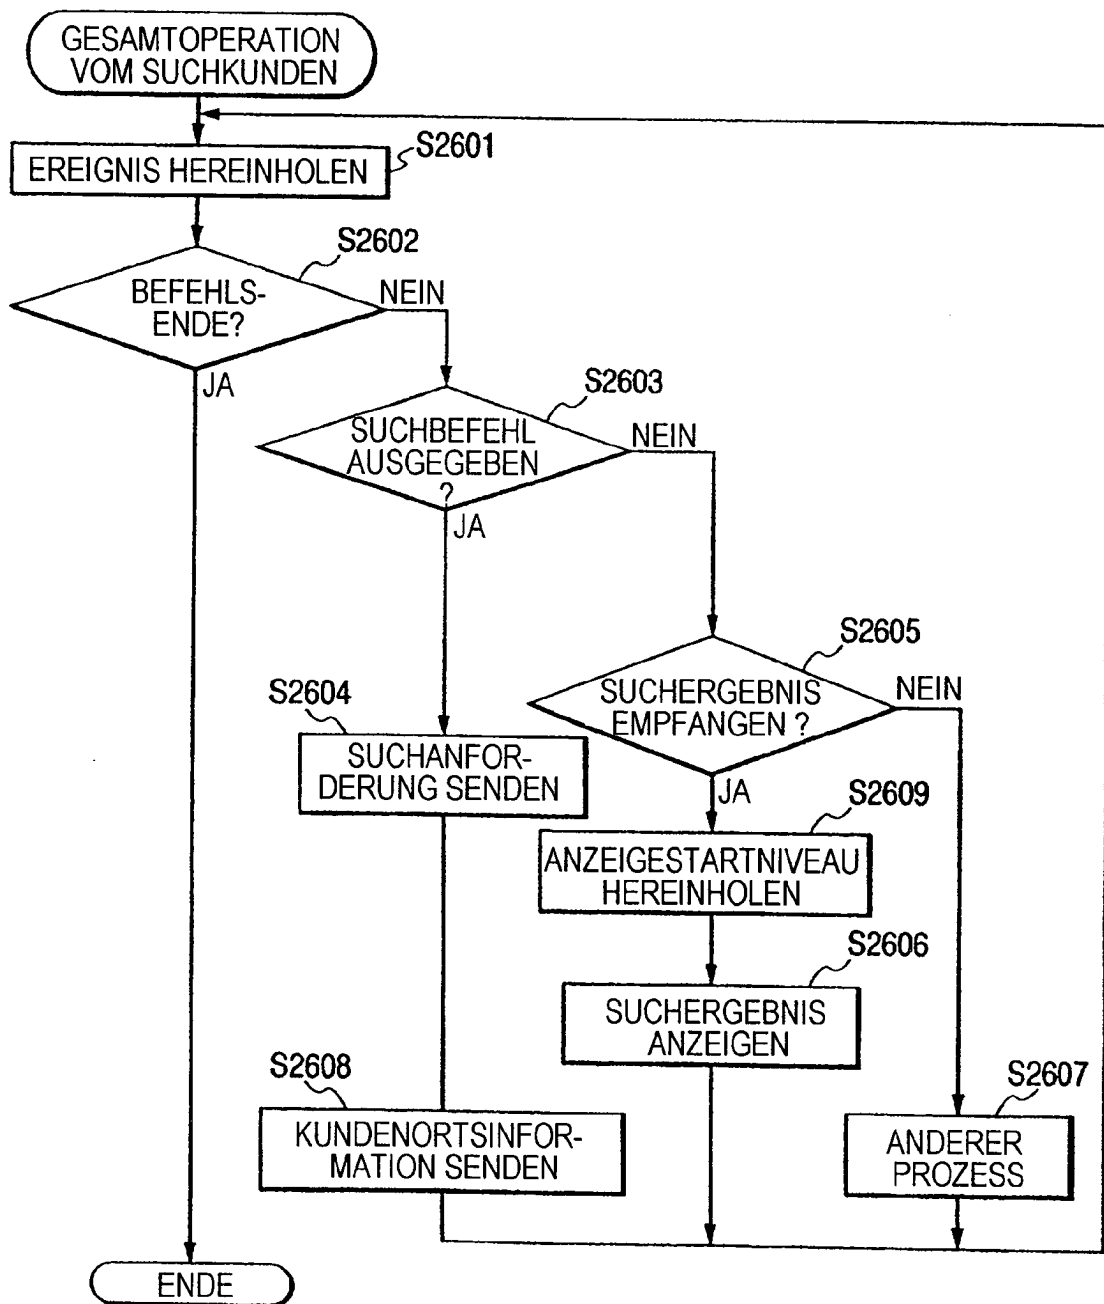 GESAMTOPERATION
VOM SUCHKUNDEN
S2601
EREIGNIS HEREINHOLEN
S2602
BEFEHLS-
ENDE?
NEIN
JA
S2603
SUCHBEFEHL
AUSGEGEBEN
?
NEIN
JA
S2605
SUCHERGEBNIS
EMPFANGEN ?
NEIN
JA
S2604
SUCHANFOR-
DERUNG SENDEN
S2609
ANZEIGESTARTNIVEAU
HEREINHOLEN
S2606
SUCHERGEBNIS
ANZEIGEN
S2608
KUNDENORTSINFOR-
MATION SENDEN
S2607
ANDERER
PROZESS
ENDE